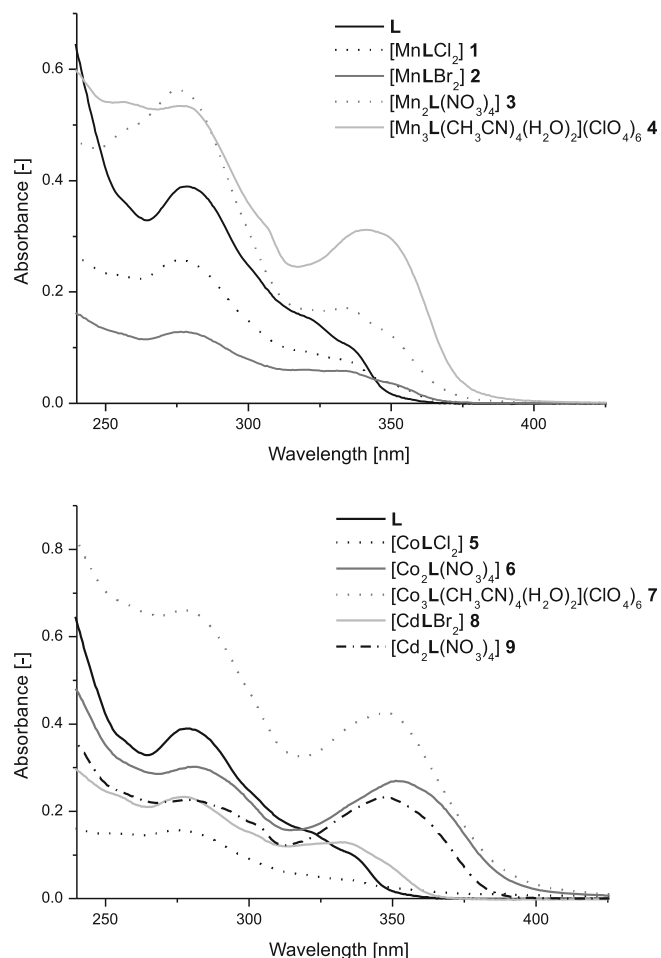 L
[MnLCl2] 1
[MnLBr2] 2
[Mn2L(NO3)4] 3
[Mn3L(CH3CN)4(H2O)2](ClO4)6 4
0.6
0.4
0.2
0.0
Absorbance [-]
250 300 350 400
Wavelength [nm]
L
[CoLCl2] 5
[Co2L(NO3)4] 6
[Co3L(CH3CN)4(H2O)2](ClO4)6 7
[CdLBr2] 8
[Cd2L(NO3)4] 9
0.8
0.6
0.4
0.2
0.0
Absorbance [-]
250 300 350 400
Wavelength [nm]